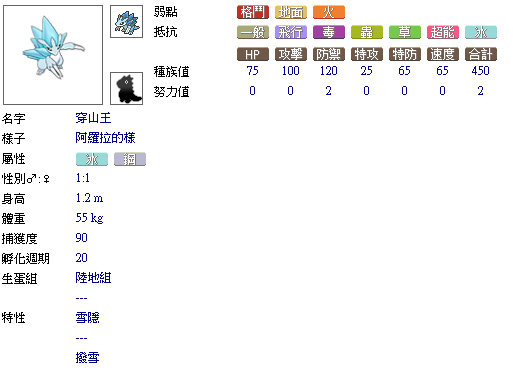 弱點 格鬥 地面 火
抵抗 一般 飛行 毒 蟲 草 超能 冰
HP 攻擊 防禦 特攻 特防 速度 合計
種族值 75 100 120 25 65 65 450
努力值 0 0 2 0 0 0 2
名字 穿山王
樣子 阿羅拉的樣
屬性 冰 鋼
性別♂:♀ 1:1
身高 1.2 m
體重 55 kg
捕獲度 90
孵化週期 20
生蛋組 陸地組
---
特性 雪隱
---
撥雪